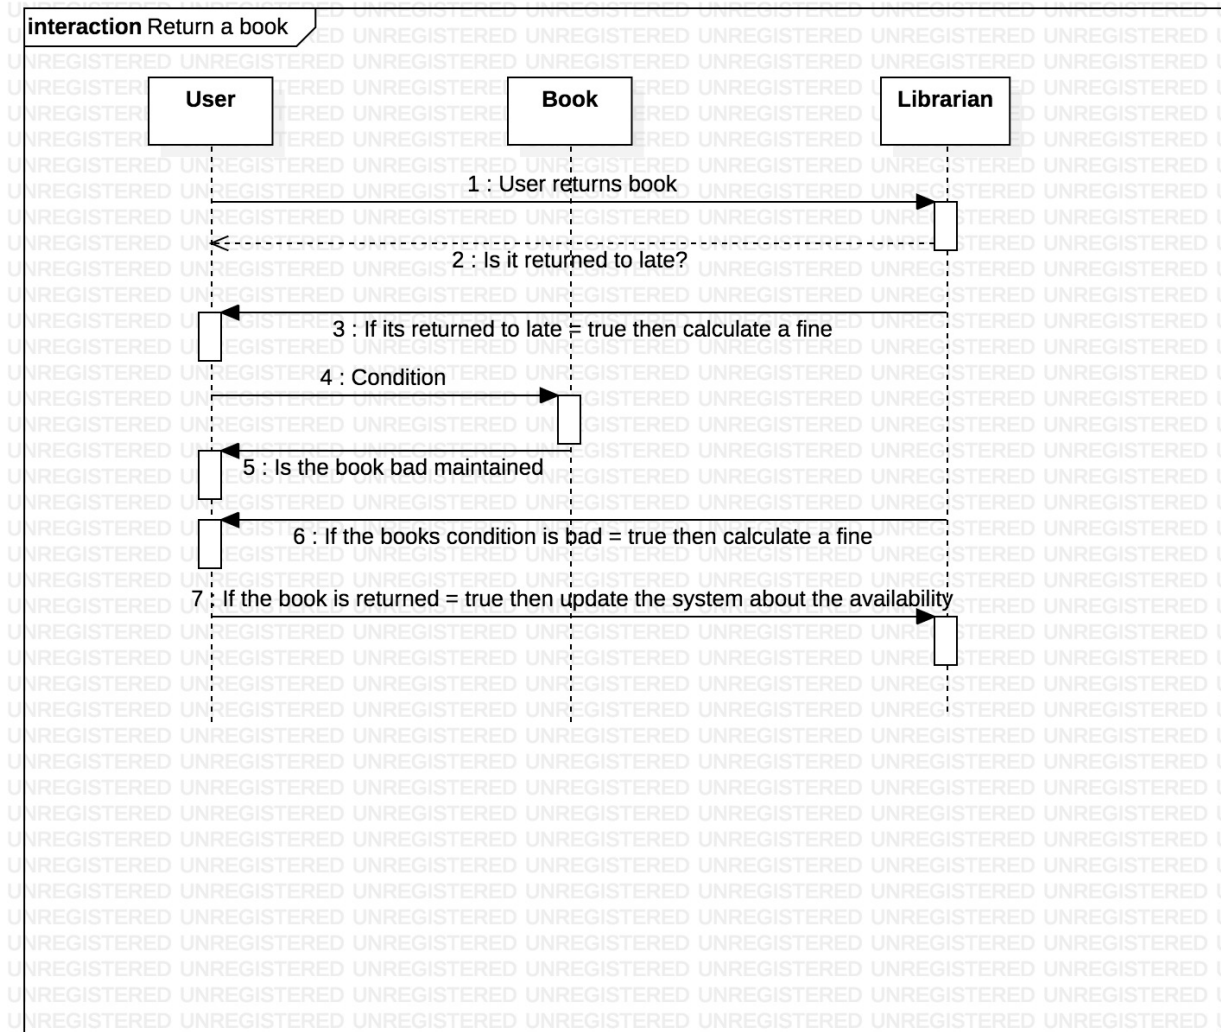 interaction Return a book
User
Book
Librarian
1 : User returns book
2 : Is it returned to late?
3 : If its returned to late = true then calculate a fine
4 : Condition
5 : Is the book bad maintained
6 : If the books condition is bad = true then calculate a fine
7 : If the book is returned = true then update the system about the availability
UNREGISTERED